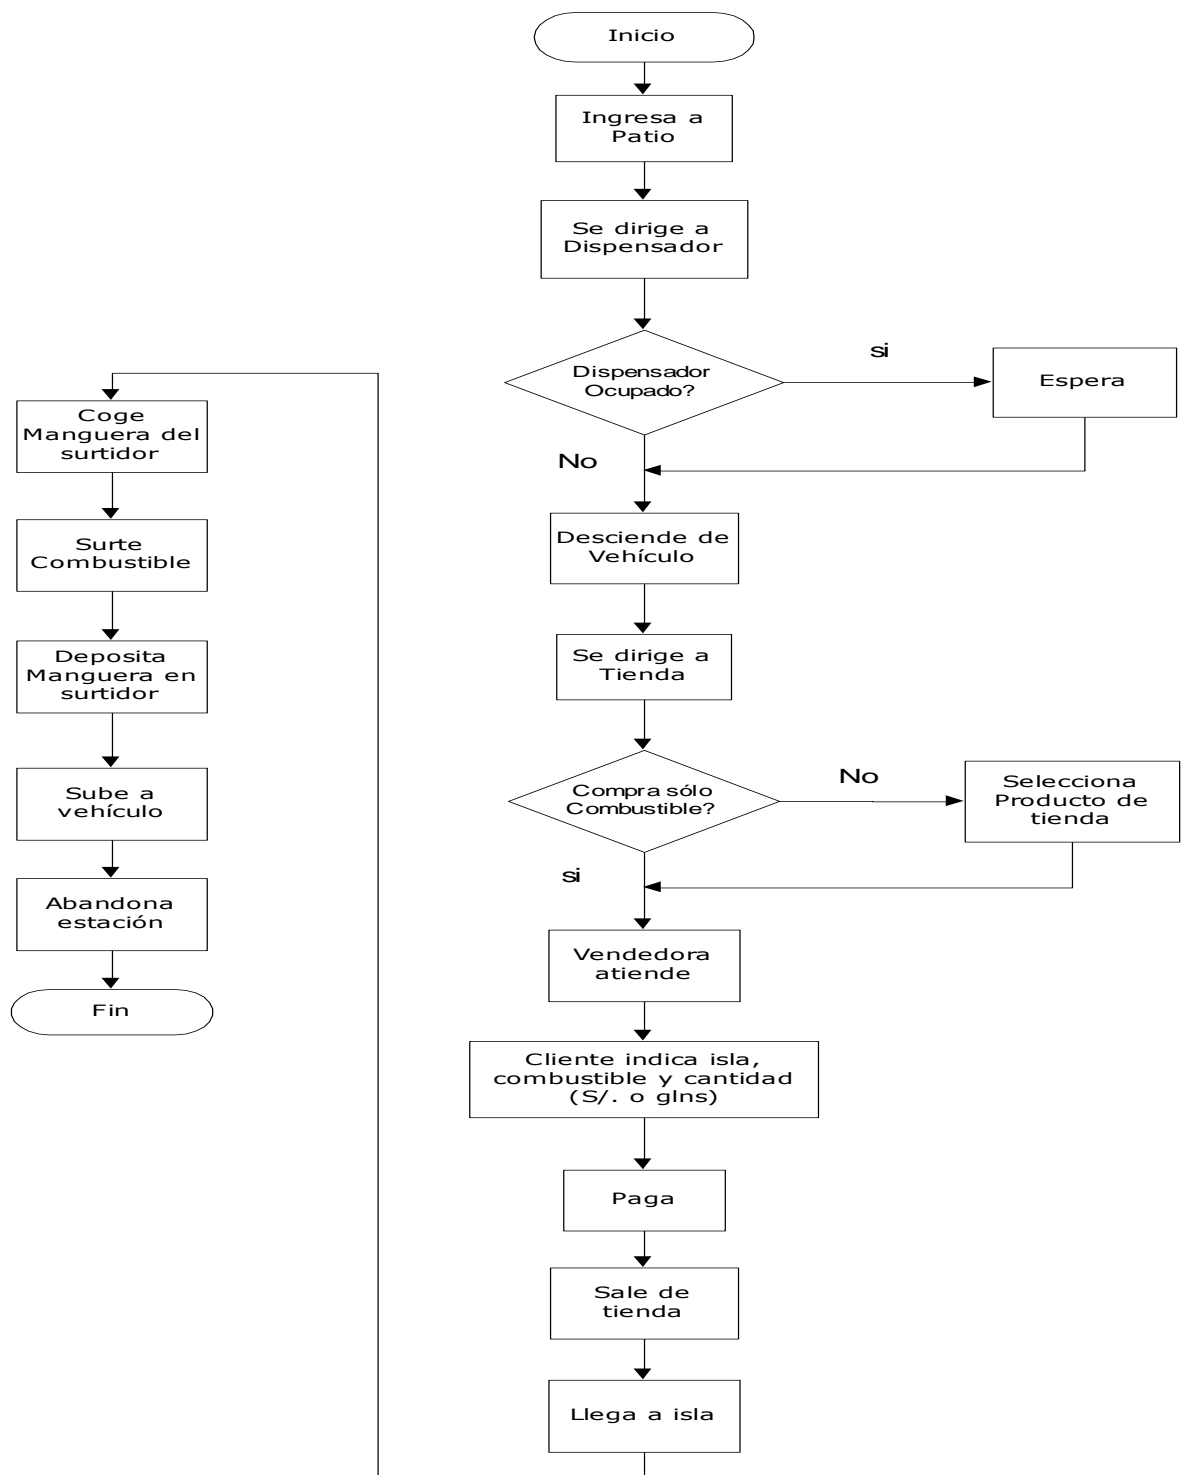 Inicio
Ingresa a
Patio
Se dirige a
Dispensador
Dispensador
Ocupado?
si
Espera
No
Desciende de
Vehículo
Se dirige a
Tienda
Compra sólo
Combustible?
No
Selecciona
Producto de
tienda
si
Vendedora
atiende
Cliente indica isla,
combustible y cantidad
(S/. o glns)
Paga
Sale de
tienda
Llega a isla
Coge
Manguera del
surtidor
Surte
Combustible
Deposita
Manguera en
surtidor
Sube a
vehículo
Abandona
estación
Fin